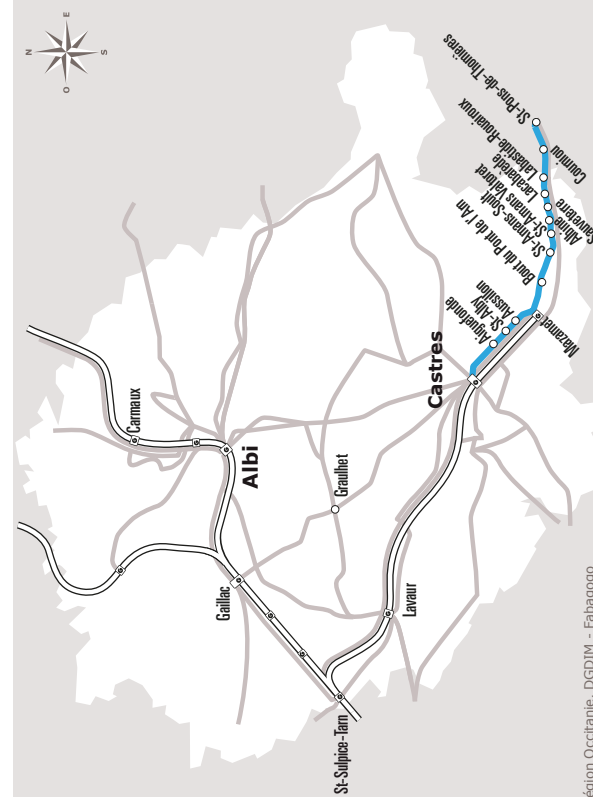 N
E
S
O
St-Pons-de-Thomières
Courniou
Labastide-Rouairoux
Lacabarède
Sauveterre
Albine
St-Amans Valtoret
St-Amans-Soult
Bout du Pont de l'Arn
Mazamet
Aussillon
St-Alby
Aiguefonde
Castres
Carmaux
Albi
Graulhet
Gaillac
Lavaur
St-Sulpice-Tarn
égion Occitanie, DGDIM - Fabagogo